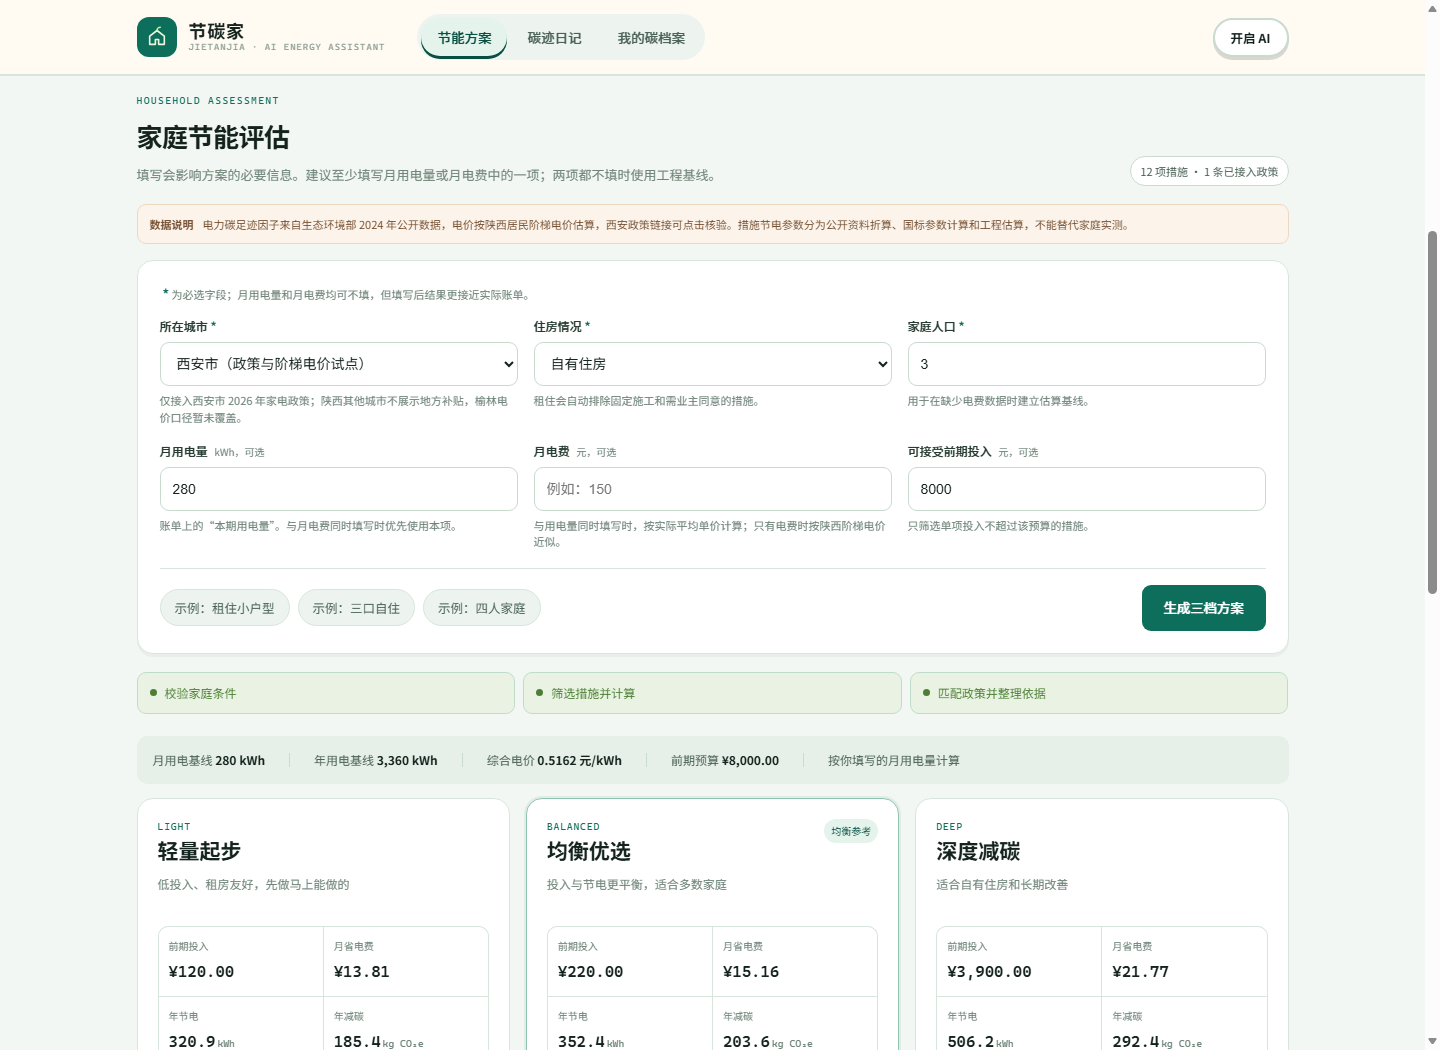 节碳家
JIETANJIA · AI ENERGY ASSISTANT
节能方案
碳迹日记
我的碳档案
开启 AI
HOUSEHOLD ASSESSMENT
家庭节能评估
填写会影响方案的必要信息。建议至少填写月用电量或月电费中的一项；两项都不填时使用工程基线。
12 项措施 · 1 条已接入政策
数据说明 电力碳足迹因子来自生态环境部 2024 年公开数据，电价按陕西居民阶梯电价估算，西安政策链接可点击核验。措施节电参数分为公开资料折算、国标参数计算和工程估算，不能替代家庭实测。
* 为必选字段；月用电量和月电费均可不填，但填写后结果更接近实际账单。
所在城市 *
住房情况 *
家庭人口 *
西安市（政策与阶梯电价试点）
自有住房
3
仅接入西安市 2026 年家电政策；陕西其他城市不展示地方补贴，榆林电
价口径暂未覆盖。
租住会自动排除固定施工和需业主同意的措施。
用于在缺少电费数据时建立估算基线。
月用电量 kWh，可选
月电费 元，可选
可接受前期投入 元，可选
280
例如：150
8000
账单上的“本期用电量”。与月电费同时填写时优先使用本项。
与用电量同时填写时，按实际平均单价计算；只有电费时按陕西阶梯电价
近似。
只筛选单项投入不超过该预算的措施。
示例：租住小户型
示例：三口自住
示例：四人家庭
生成三档方案
校验家庭条件
筛选措施并计算
匹配政策并整理依据
月用电基线 280 kWh
年用电基线 3,360 kWh
综合电价 0.5162 元/kWh
前期预算 ¥8,000.00
按你填写的月用电量计算
LIGHT
轻量起步
低投入、租房友好，先做马上能做的
前期投入
¥120.00
月省电费
¥13.81
年节电
320.9 kWh
年减碳
185.4 kg CO₂e
BALANCED
均衡参考
均衡优选
投入与节电更平衡，适合多数家庭
前期投入
¥220.00
月省电费
¥15.16
年节电
352.4 kWh
年减碳
203.6 kg CO₂e
DEEP
深度减碳
适合自有住房和长期改善
前期投入
¥3,900.00
月省电费
¥21.77
年节电
506.2 kWh
年减碳
292.4 kg CO₂e